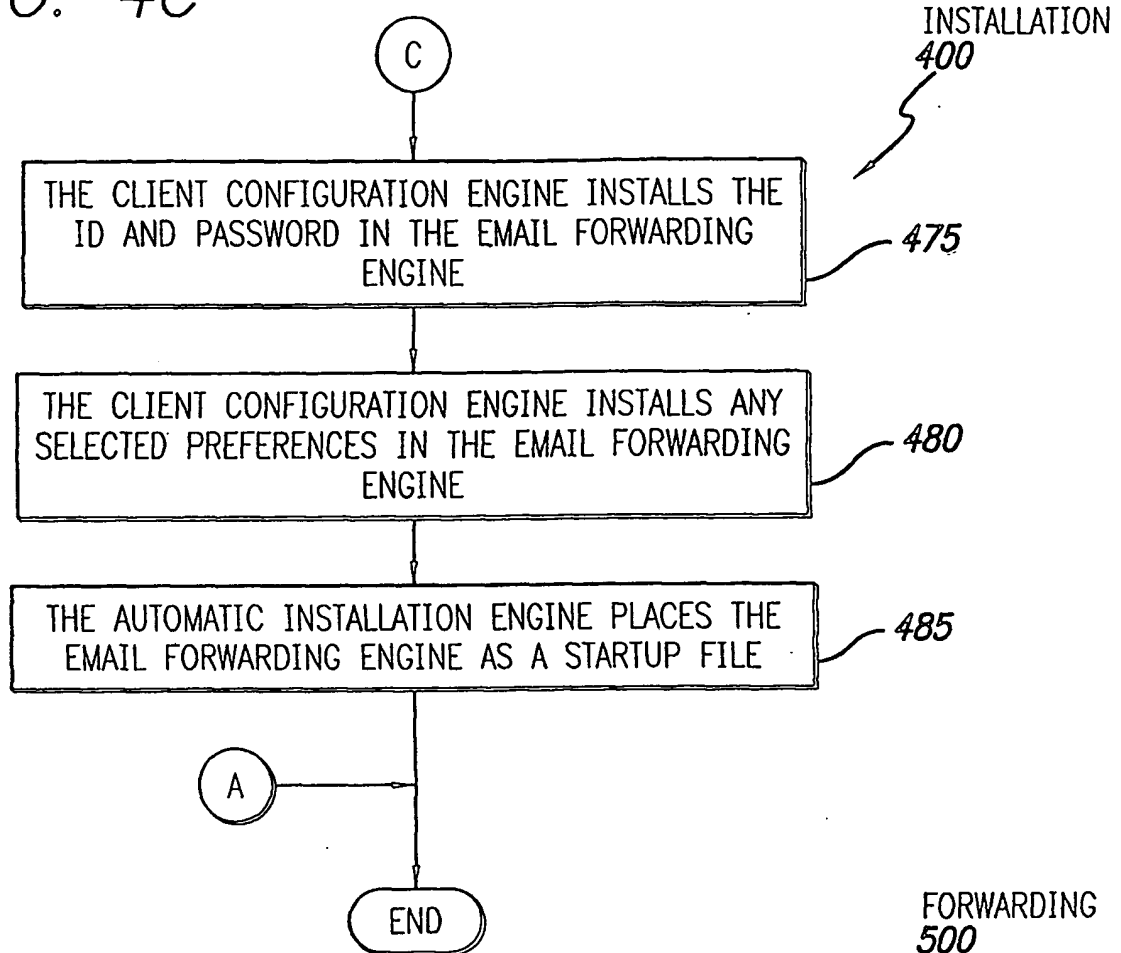 4C
INSTALLATION
400
C
THE CLIENT CONFIGURATION ENGINE INSTALLS THE
ID AND PASSWORD IN THE EMAIL FORWARDING
ENGINE
475
THE CLIENT CONFIGURATION ENGINE INSTALLS ANY
SELECTED PREFERENCES IN THE EMAIL FORWARDING
ENGINE
480
THE AUTOMATIC INSTALLATION ENGINE PLACES THE
EMAIL FORWARDING ENGINE AS A STARTUP FILE
485
A
END
FORWARDING
500